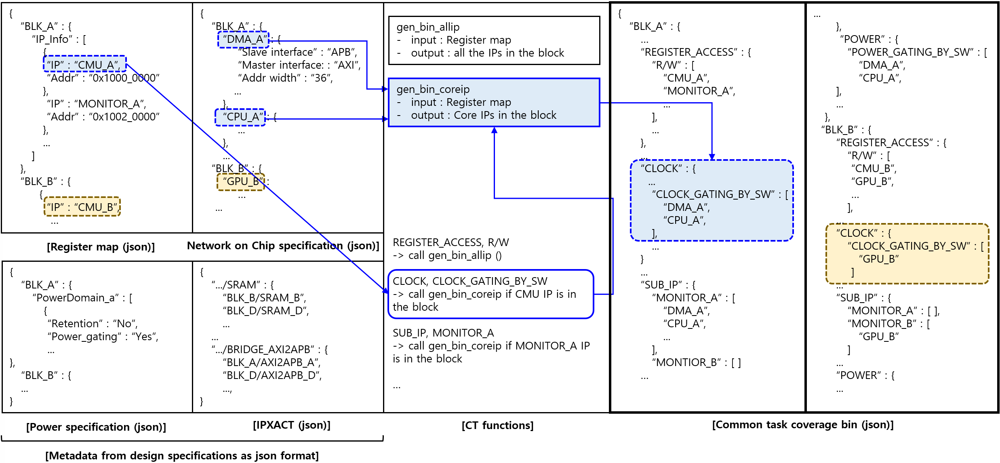 {
“BLK_A” : {
“IP_Info” : [
{
“IP” : “CMU_A”,
“Addr” : “0x1000_0000”
},
“IP” : “MONITOR_A”,
“Addr” : “0x1002_0000”
},
...
]
},
“BLK_B” : {
{
“IP” : “CMU_B”,
...
[Register map (json)]
{
“BLK_A” : {
“DMA_A” : {
“Slave interface” : “APB”,
“Master interface: : “AXI”,
“Addr width” : “36”,
...
},
“CPU_A” : {
...
},
...
“BLK_B” : {
“GPU_B” :
...
...
Network on Chip specification (json)]
{
“BLK_A” : {
“PowerDomain_a” : [
{
“Retention” : “No”,
“Power_gating” : “Yes”,
...
},
“BLK_B” : {
...
}
[Power specification (json)]
{
“.../SRAM” : {
“BLK_B/SRAM_B”,
“BLK_D/SRAM_D”,
...
...
“.../BRIDGE_AXI2APB” : {
“BLK_A/AXI2APB_A”,
“BLK_D/AXI2APB_D”,
...,
}
[IPXACT (json)]
[Metadata from design specifications as json format]
gen_bin_allip
- input : Register map
- output : all the IPs in the block
gen_bin_coreip
- input : Register map
- output : Core IPs in the block
REGISTER_ACCESS, R/W
-> call gen_bin_allip ()
CLOCK, CLOCK_GATING_BY_SW
-> call gen_bin_coreip if CMU IP is in
the block
SUB_IP, MONITOR_A
-> call gen_bin_coreip if MONITOR_A IP
is in the block
...
[CT functions]
{
“BLK_A” : {
...
“REGISTER_ACCESS” : {
“R/W” : [
“CMU_A”,
“MONITOR_A”,
...
],
...
},
...
“CLOCK” : {
...
“CLOCK_GATING_BY_SW” : [
“DMA_A”,
“CPU_A”,
],
...
}
...
“SUB_IP” : {
“MONITOR_A” : [
“DMA_A”,
“CPU_A”,
...
],
“MONTIOR_B” : [ ]
...
...
},
“POWER” : {
“POWER_GATING_BY_SW” : [
“DMA_A”,
“CPU_A”,
],
...
},
“BLK_B” : {
“REGISTER_ACCESS” : {
“R/W” : [
“CMU_B”,
“GPU_B”,
...
],
...
“CLOCK” : {
“CLOCK_GATING_BY_SW” : [
“GPU_B”
]
...
“SUB_IP” : {
“MONITOR_A” : [ ],
“MONITOR_B” : [
“GPU_B”
]
...
“POWER” : {
...
[Common task coverage bin (json)]